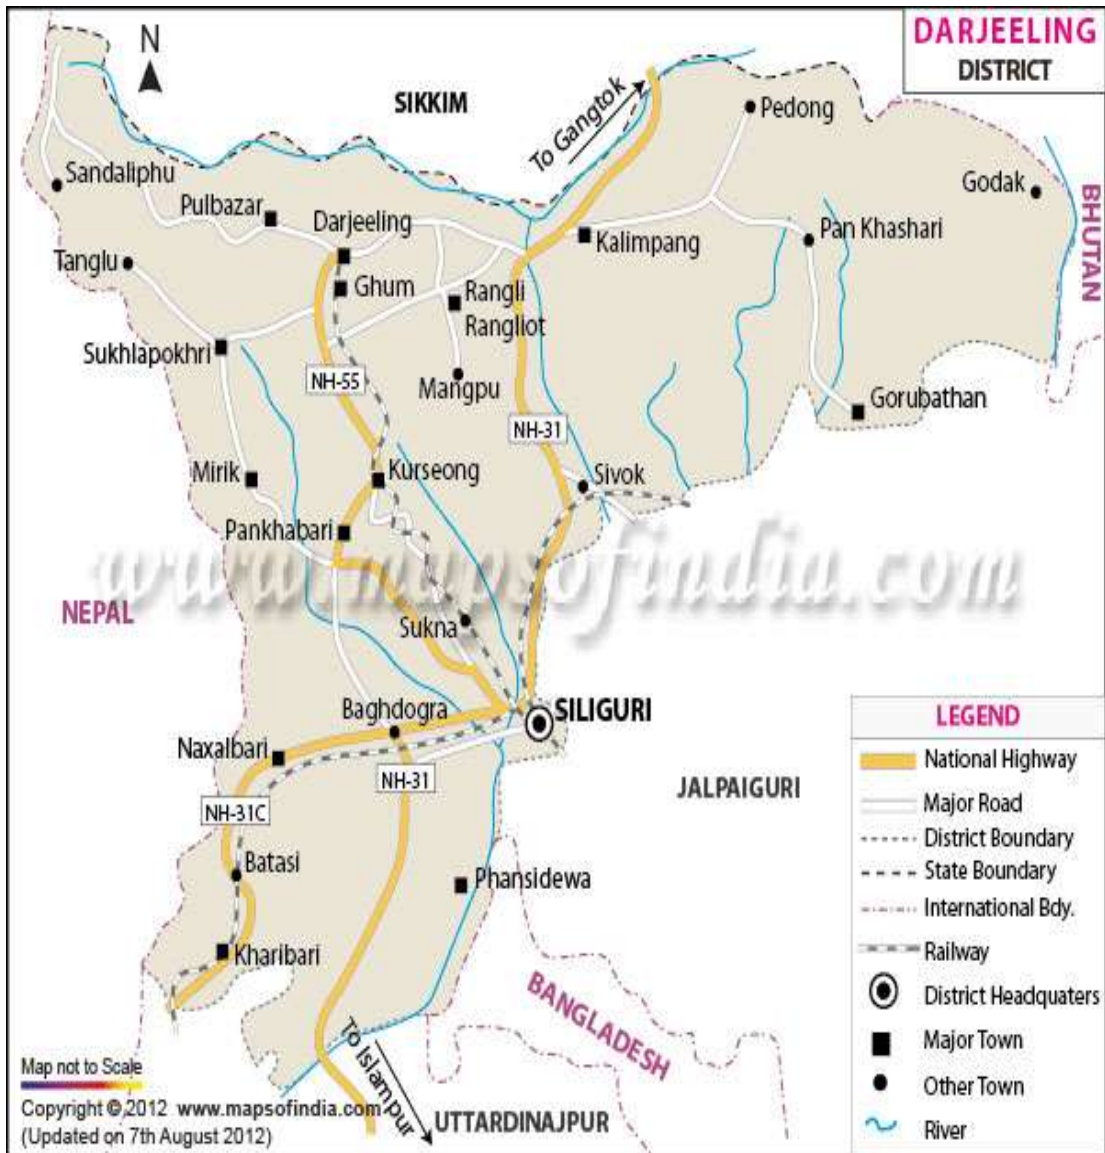 DARJEELING
DISTRICT
N
SIKKIM
To Gangtok
Pedong
Sandaliphu
Godak
Pulbazar
Darjeeling
Kalimpang
Pan Khashari
BHUTAN
Tanglu
Ghum
Rangli
Rangliot
Sukhlapokhri
NH-55
Mangpu
Gorubathan
NH-31
Mirik
Kurseong
Sivok
Pankhabari
www.mapsofindia.com
NEPAL
Sukna
Baghdogra
SILIGURI
Naxalbari
NH-31
JALPAIGURI
NH-31C
Batasi
Phansidewa
Kharibari
BANGLADESH
To Islampur
UTTARDINAJPUR
LEGEND
National Highway
Major Road
District Boundary
State Boundary
International Bdy.
Railway
District Headquaters
Major Town
Other Town
River
Map not to Scale
Copyright © 2012 www.mapsofindia.com
(Updated on 7th August 2012)